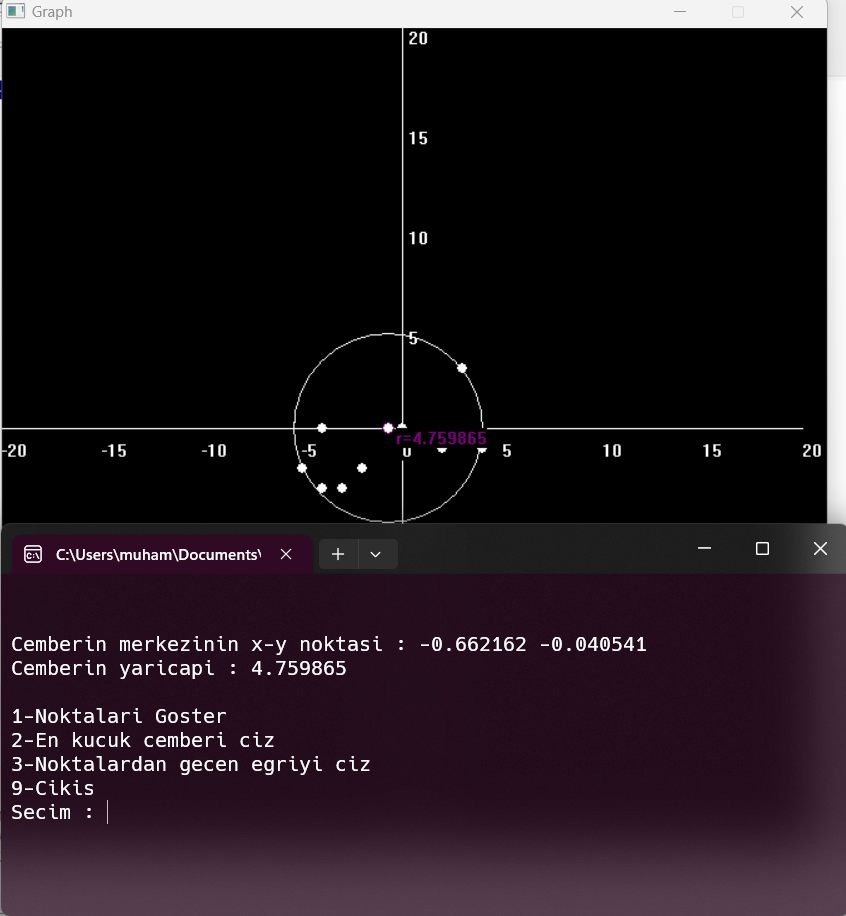 Graph
20
15
10
5
r=4.759865
-20 -15 -10 -5 0 5 10 15 20
C:\Users\muham\Documents\
Cemberin merkezinin x-y noktasi : -0.662162 -0.040541
Cemberin yaricapi : 4.759865
1-Noktalari Goster
2-En kucuk cemberi ciz
3-Noktalardan gecen egriyi ciz
9-Cikis
Secim :